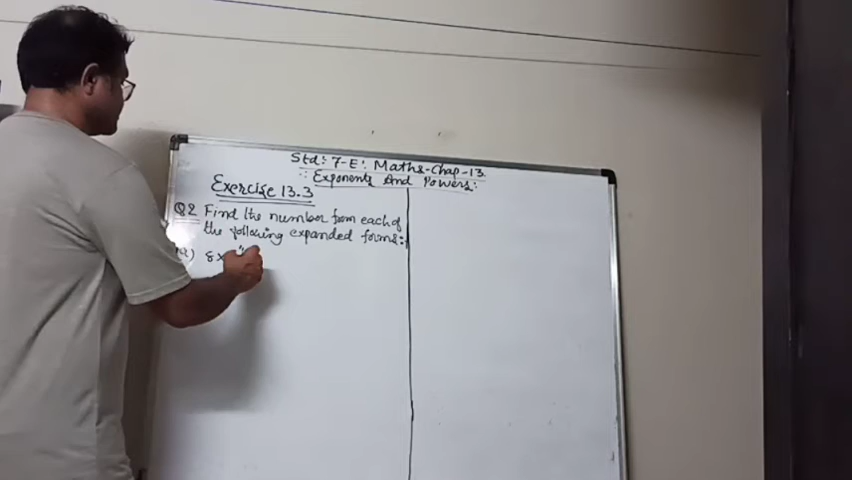 Std: 7-E: Maths-Chap-13
: Exponents And Powers:
Exercise 13.3
Q2 Find the number from each of
the following expanded forms:
8x